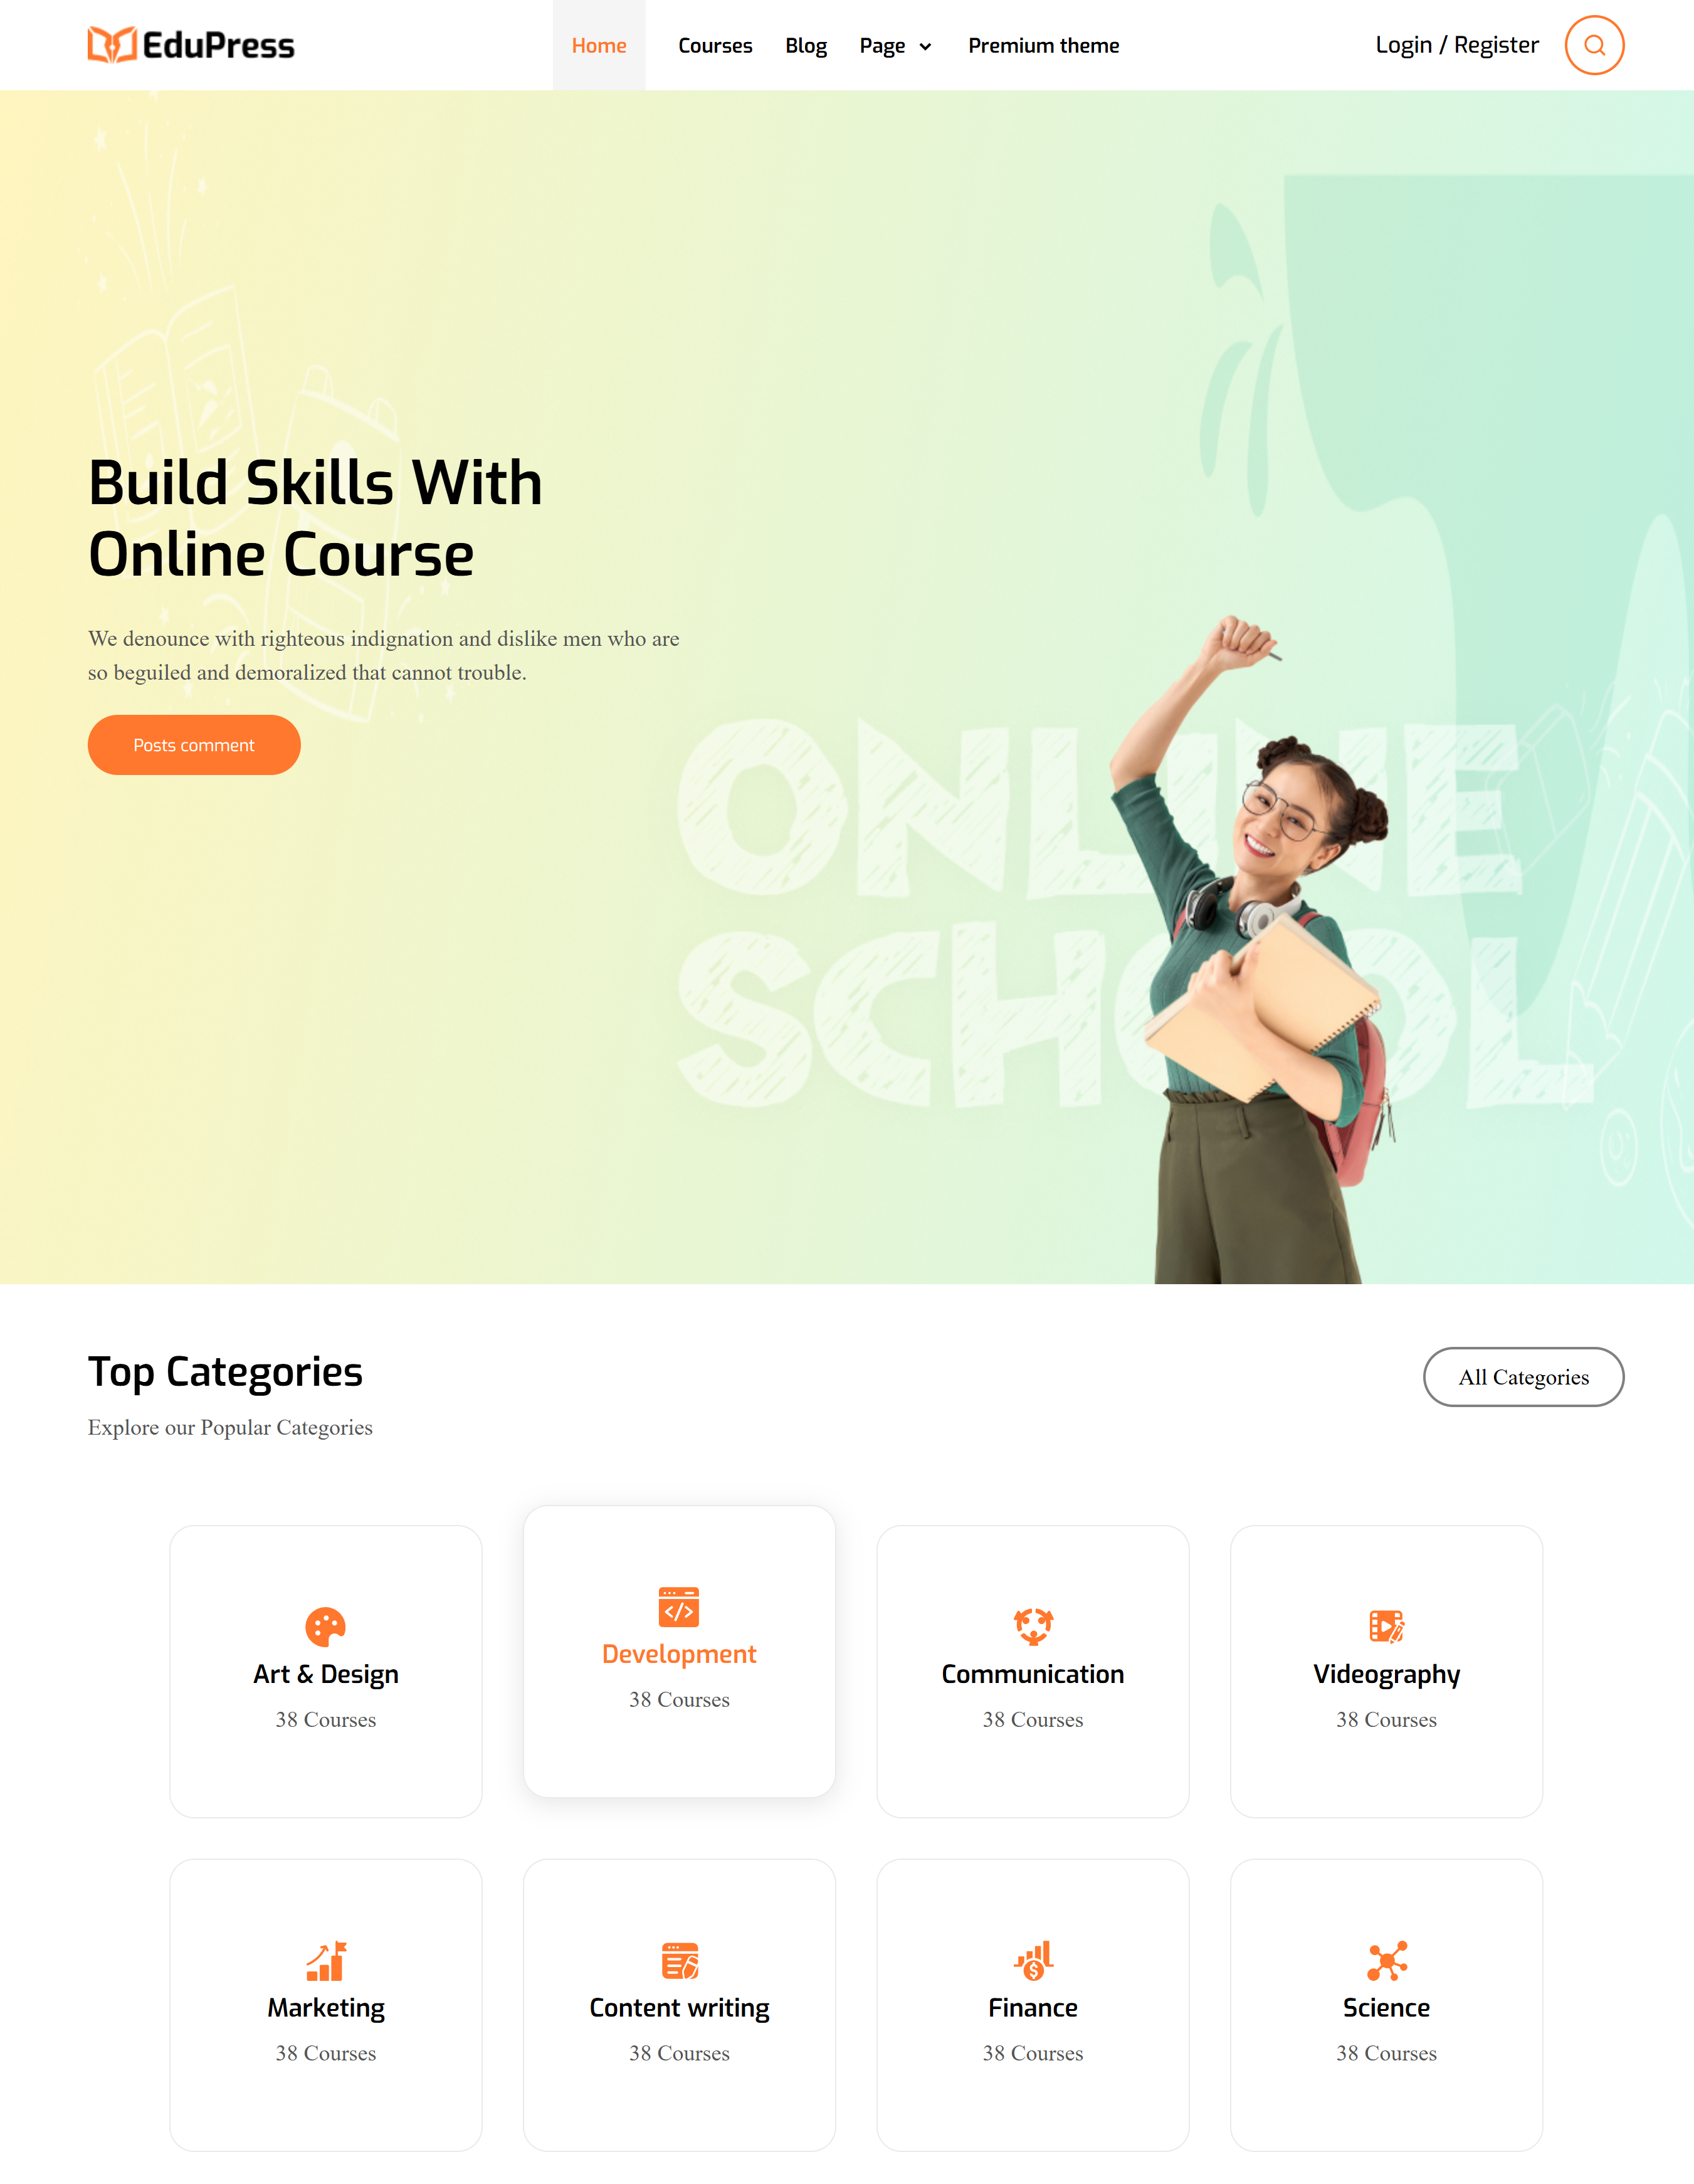 EduPress
Home Courses Blog Page Premium theme
Login / Register
Build Skills With
Online Course
We denounce with righteous indignation and dislike men who are
so beguiled and demoralized that cannot trouble.
Posts comment
ONLINE
SCHOOL
Top Categories
Explore our Popular Categories
All Categories
Art & Design
38 Courses
Development
38 Courses
Communication
38 Courses
Videography
38 Courses
Marketing
38 Courses
Content writing
38 Courses
Finance
38 Courses
Science
38 Courses